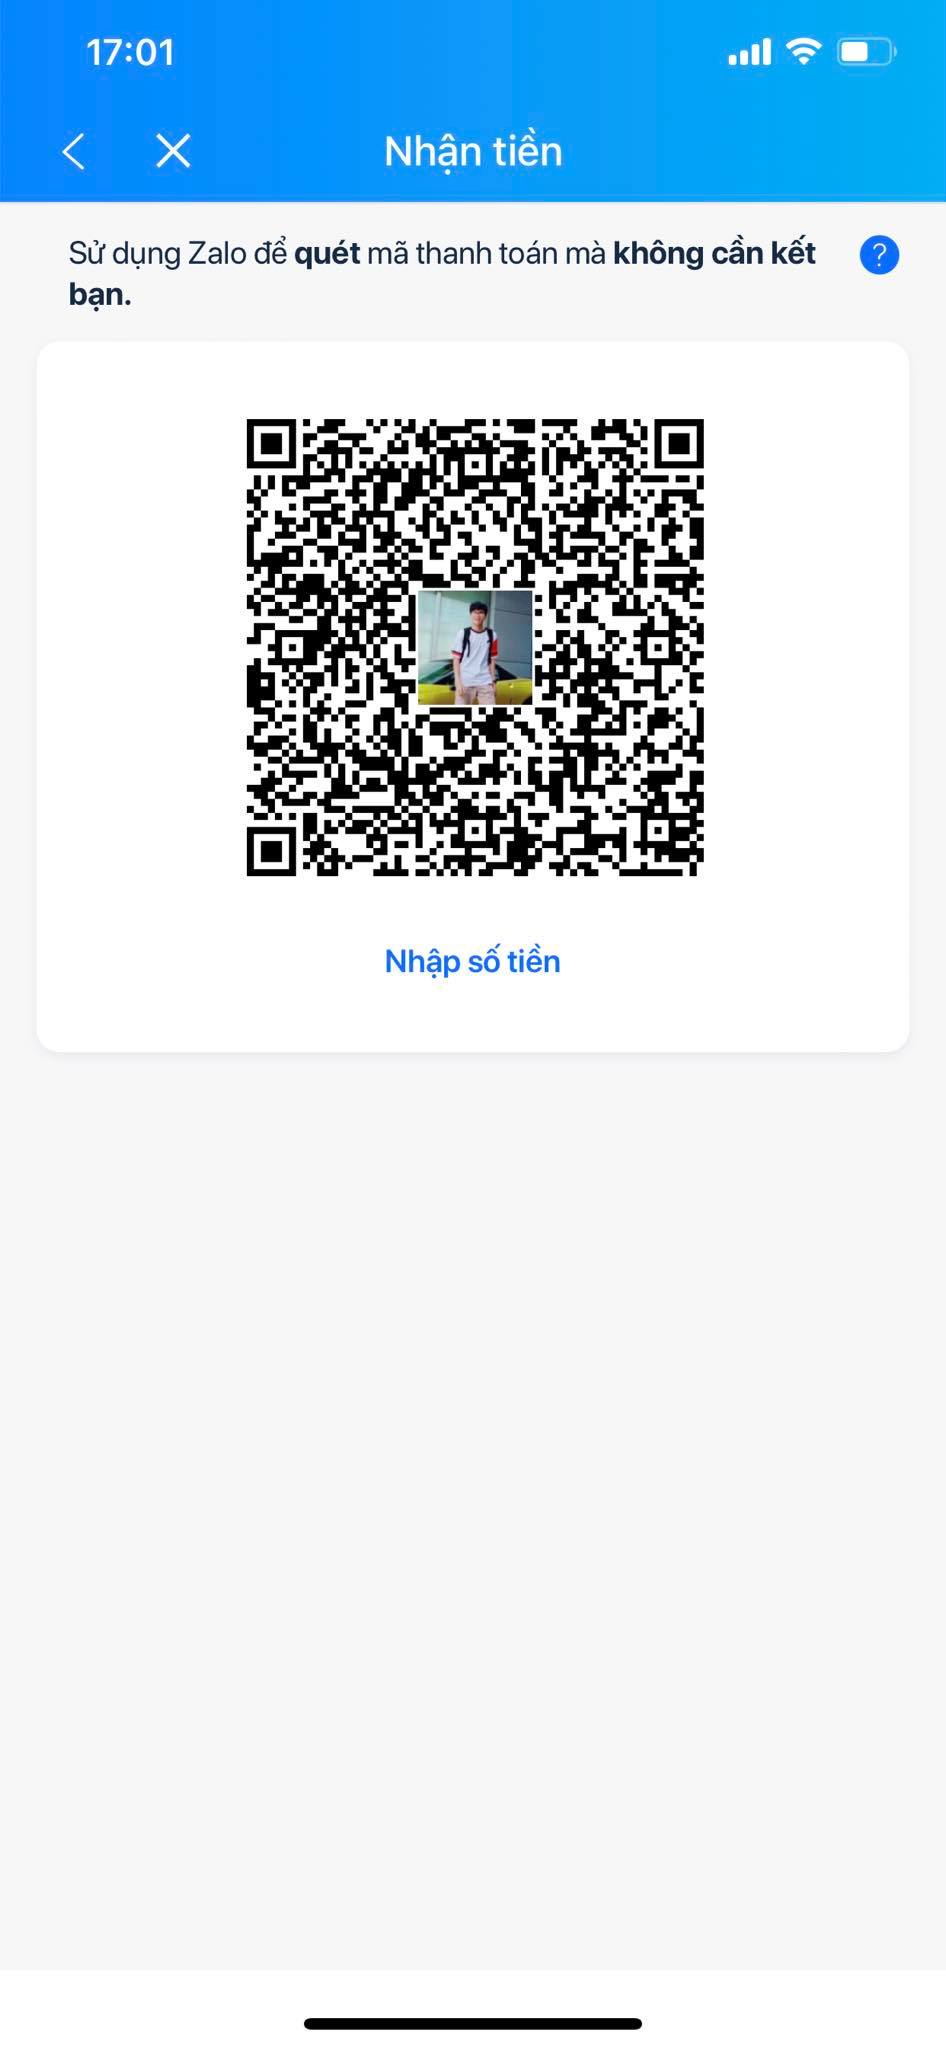 17:01
Nhận tiền
Sử dụng Zalo để quét mã thanh toán mà không cần kết
bạn.
?
Nhập số tiền